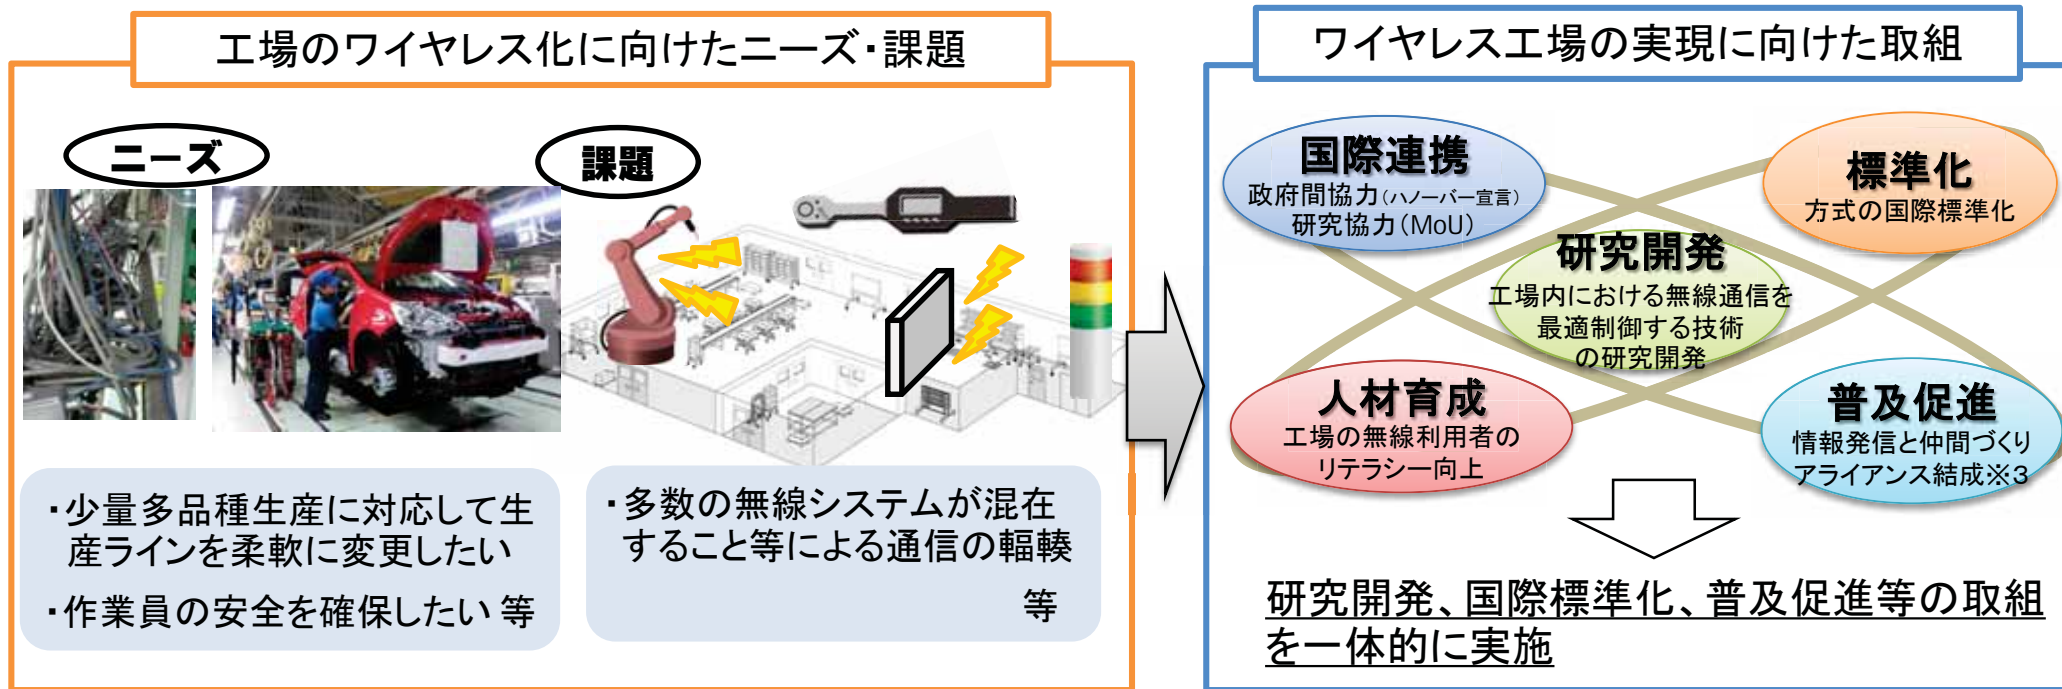 工場のワイヤレス化に向けたニーズ・課題
ニーズ
課題
・少量多品種生産に対応して生
産ラインを柔軟に変更したい
・作業員の安全を確保したい 等
・多数の無線システムが混在
すること等による通信の輻輳
等
ワイヤレス工場の実現に向けた取組
国際連携
政府間協力(ハノーバー宣言)
研究協力(MoU)
標準化
方式の国際標準化
研究開発
工場内における無線通信を
最適制御する技術
の研究開発
人材育成
工場の無線利用者の
リテラシー向上
普及促進
情報発信と仲間づくり
アライアンス結成※3
研究開発、国際標準化、普及促進等の取組
を一体的に実施